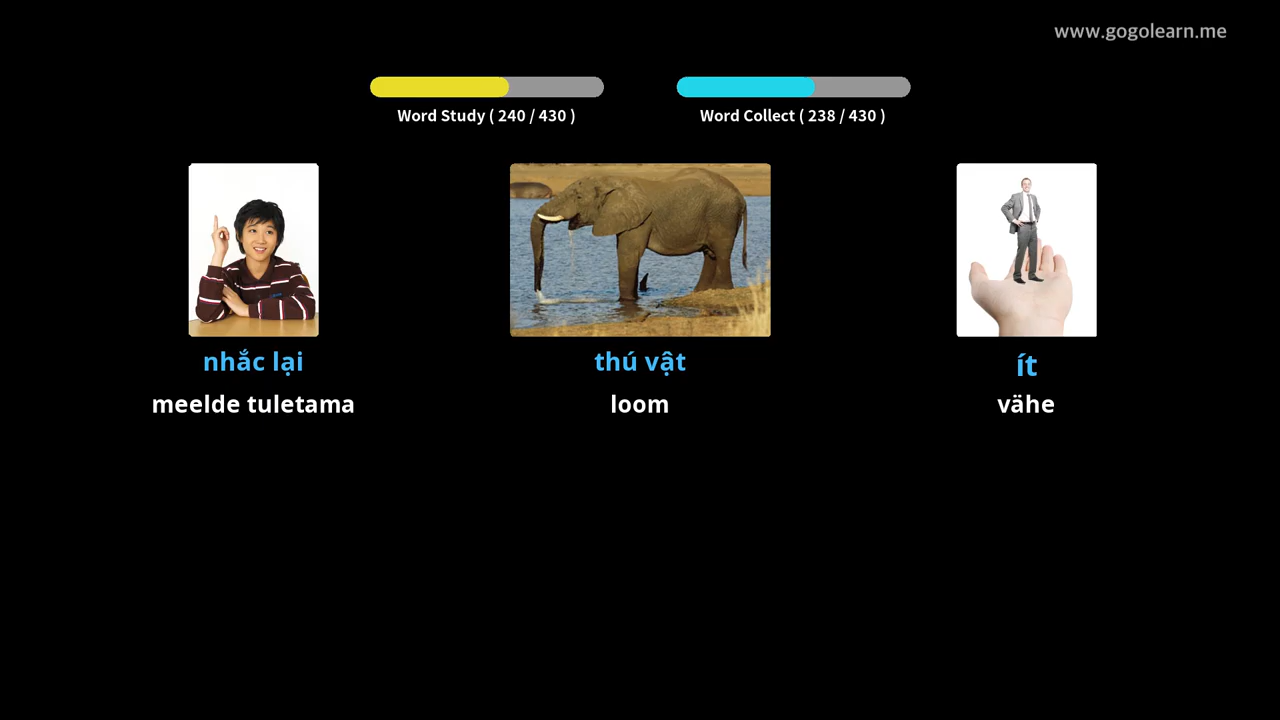 www.gogolearn.me
Word Study ( 240 / 430 )
Word Collect ( 238 / 430 )
nhắc lại
meelde tuletama
thú vật
loom
ít
vähe